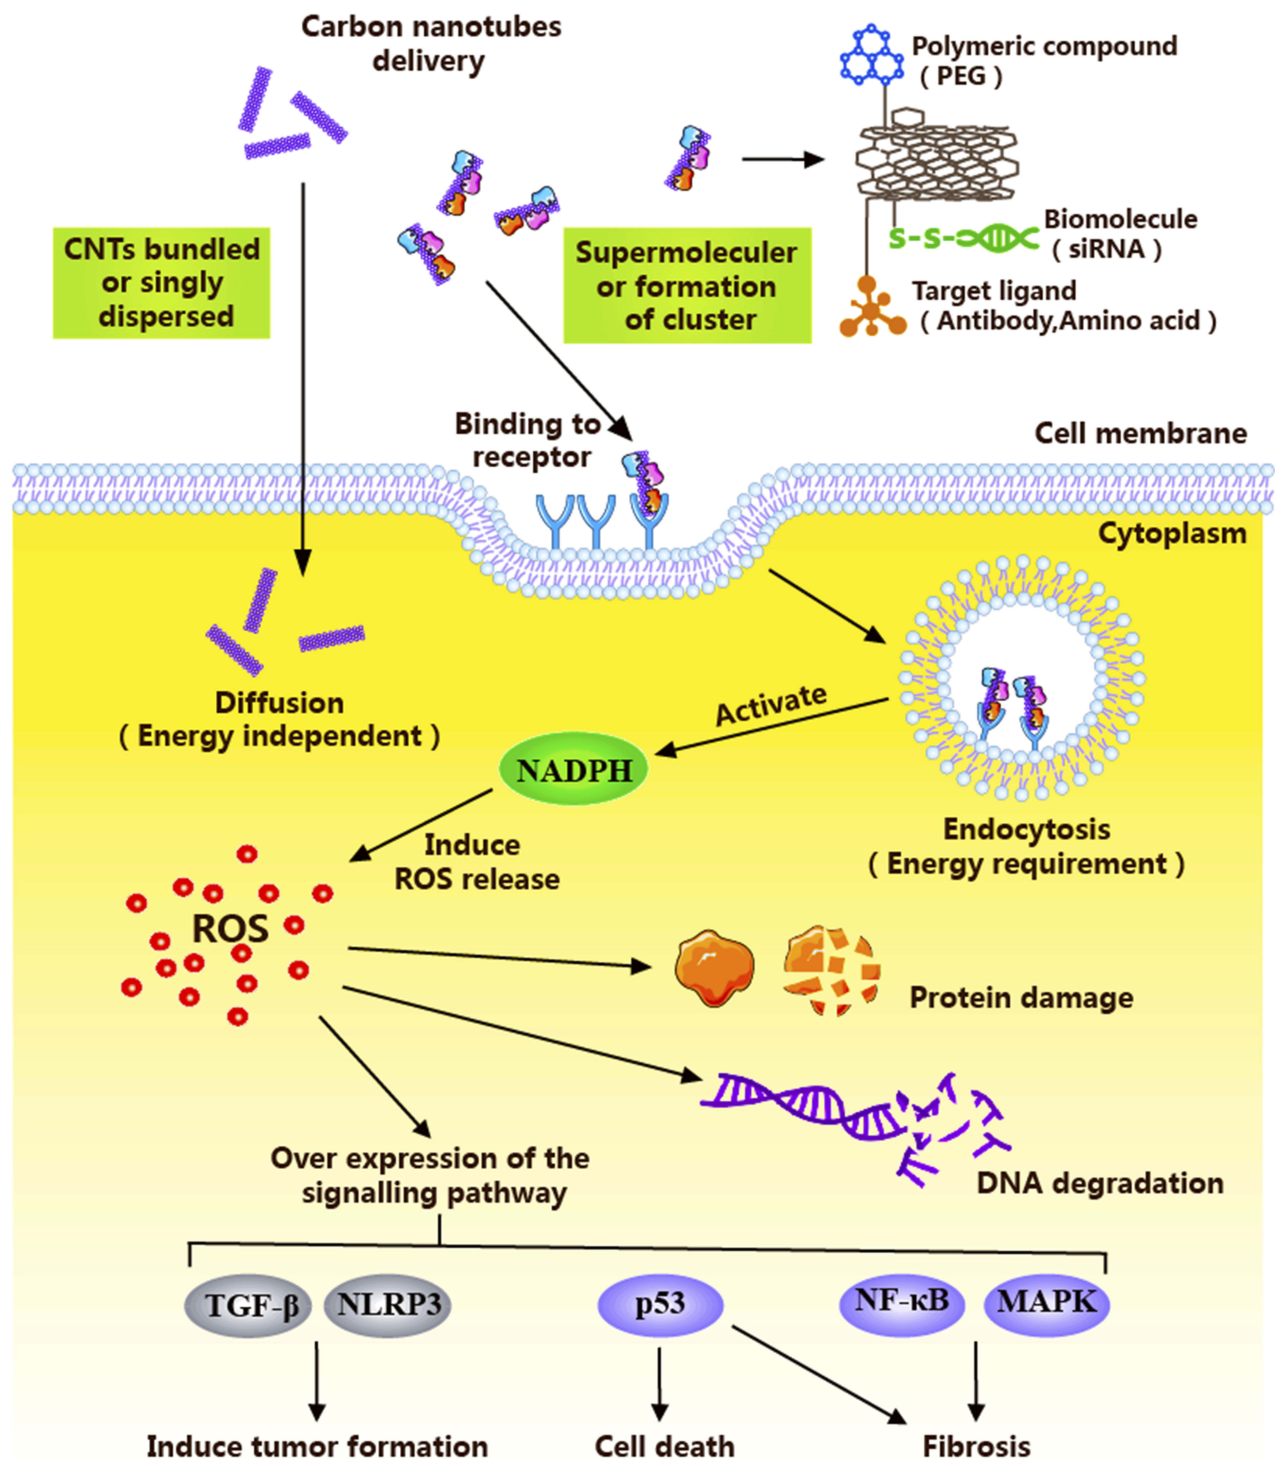 Carbon nanotubes
delivery
Polymeric compound
( PEG )
CNTs bundled
or singly
dispersed
Supermoleculer
or formation
of cluster
S-S-
Biomolecule
( siRNA )
Target ligand
( Antibody,Amino acid )
Binding to
receptor
Cell membrane
Cytoplasm
Diffusion
( Energy independent )
Activate
NADPH
Endocytosis
( Energy requirement )
Induce
ROS release
ROS
Protein damage
DNA degradation
Over expression of the
signalling pathway
TGF-β
NLRP3
p53
NF-κB
MAPK
Induce tumor formation
Cell death
Fibrosis